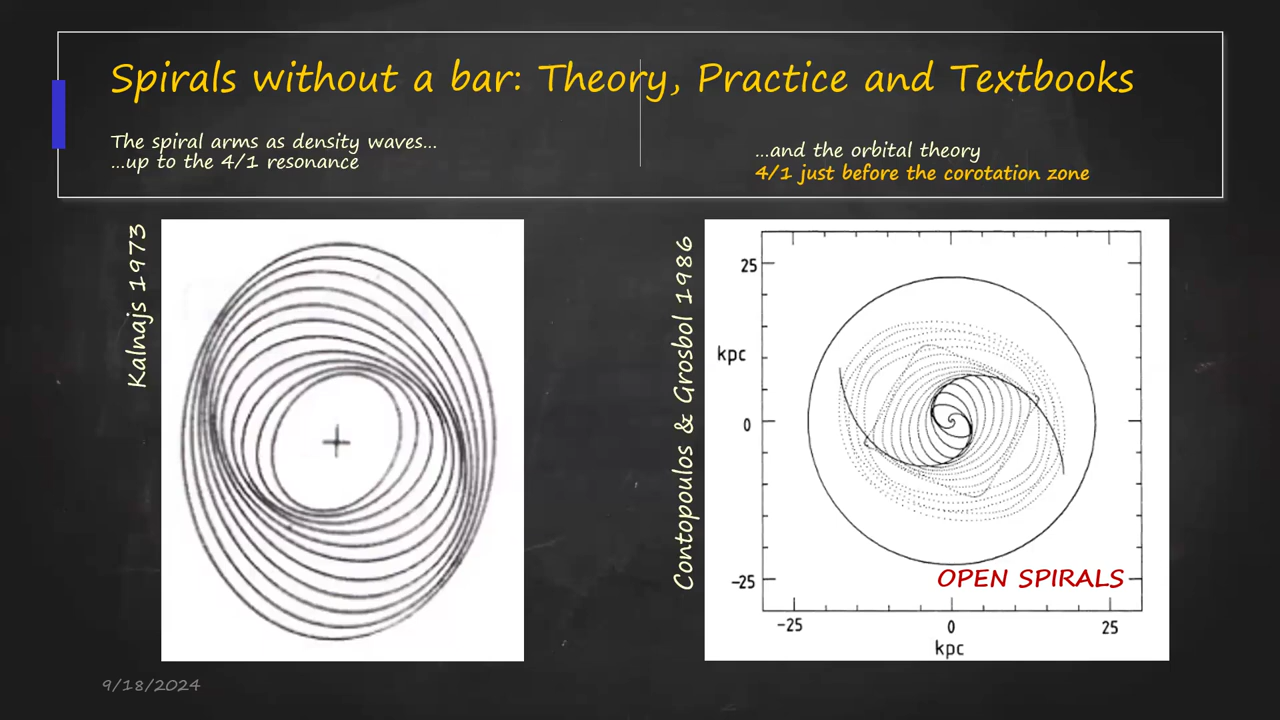 Spirals without a bar: Theory, Practice and Textbooks
The spiral arms as density waves...
...up to the 4/1 resonance
...and the orbital theory
4/1 just before the corotation zone
Kalnajs 1973
Contopoulos & Grosbol 1986
25
kpc
0
-25
OPEN SPIRALS
-25
0
25
kpc
9/18/2024